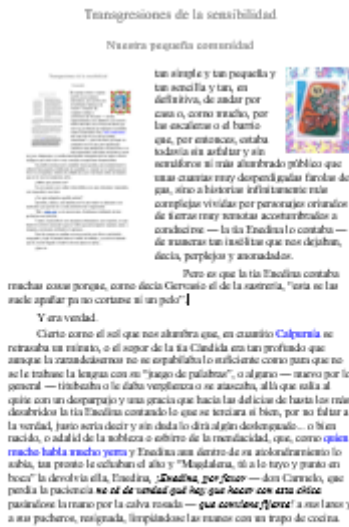 Transgresiones de la sensibilidad
Nuestra pequeña comunidad
tan simple y tan pequeña y
tan sencilla y tan, en
definitiva, de andar por
casa o, como mucho, por
las escaleras o el barrio
que, por entonces, estaba
todavía sin asfaltar y sin
semáforos ni más alumbrado público que
unas cuantas muy desperdigadas farolas de
gas, sino a historias infinitamente más
complejas vividas por personajes oriundos
de tierras muy remotas acostumbrados a
conducirse — la tía Enedina lo contaba —
de maneras tan insólitas que nos dejaban,
decía, perplejos y anonadados.
Pero es que la tía Enedina contaba
muchas cosas porque, como decía Gervasio el de la sastrería, "esta se las
suele apañar pa no cortarse ni un pelo".
Y era verdad.
Cierto como el sol que nos alumbra que, en cuantito Calpurnia se
retrasaba un minuto, o el sopor de la tía Cándida era tan profundo que
aunque la zarandeásemos no se espabilaba lo suficiente como para que no
se le trabase la lengua con su "juego de palabras", o alguno — nuevo por lo
general — titubeaba o le daba vergüenza o se atascaba, allá que salía al
quite con un desparpajo y una gracia que hacía las delicias de hasta los más
desabridos la tía Enedina contando lo que se terciara si bien, por no faltar a
la verdad, justo sería decir y sin duda lo dirá algún deslenguado... o bien
nacido, o adalid de la nobleza o esbirro de la mendacidad, que, como quien
mucho habla mucho yerra y Enedina aun dentro de su atolondramiento lo
sabía, tan pronto le echaban el alto y "Magdalena, tú a lo tuyo y punto en
boca" la devolvía ella, Enedina, ¡Enedina, por favor — don Carmelo, que
perdía la paciencia no sé de verdad qué hay que hacer con esta chica
pasándose la mano por la calva rosada — que conviene fijarse! a sus lares y
a sus pucheros, resignada, limpiándose las manos con un trapo de cocina.